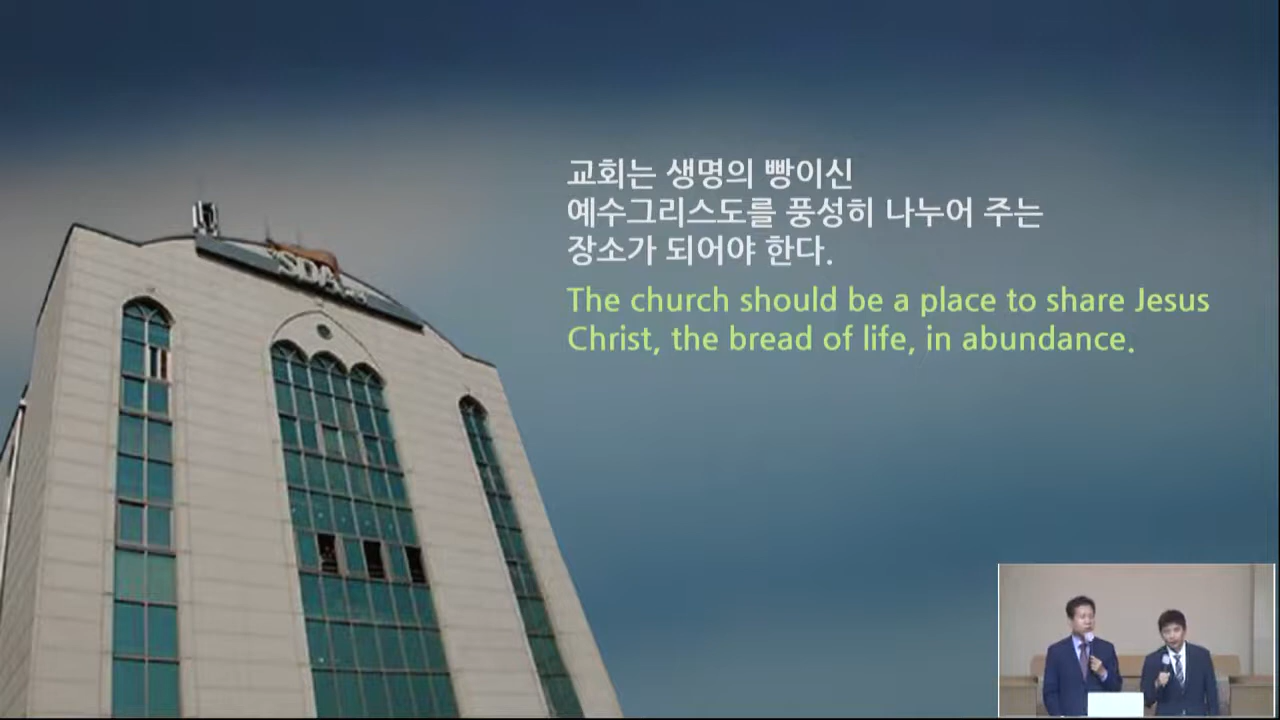 SDA
교회는 생명의 빵이신
예수그리스도를 풍성히 나누어 주는
장소가 되어야 한다.
The church should be a place to share Jesus
Christ, the bread of life, in abundance.